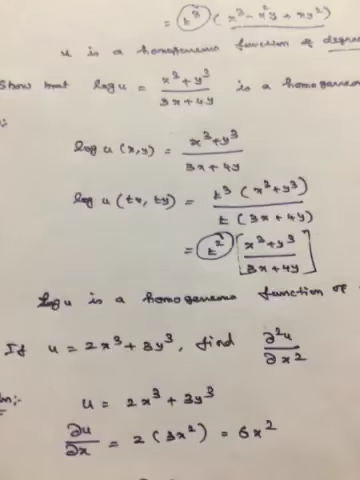 = t³ (x³ - x²y + xy²)
u is a homogeneous function of degree
Show that log u = x³ + y³ / 3x + 4y is a homogeneous
:
log u (x,y) = x³ + y³ / 3x + 4y
log u (tx, ty) = t³ (x³ + y³) / t (3x + 4y)
= t² [x³ + y³ / 3x + 4y]
Log u is a homogeneous function of
If u = 2x³ + 3y³, find ∂²u / ∂x²
n:- u = 2x³ + 3y³
∂u / ∂x = 2 (3x²) = 6x²